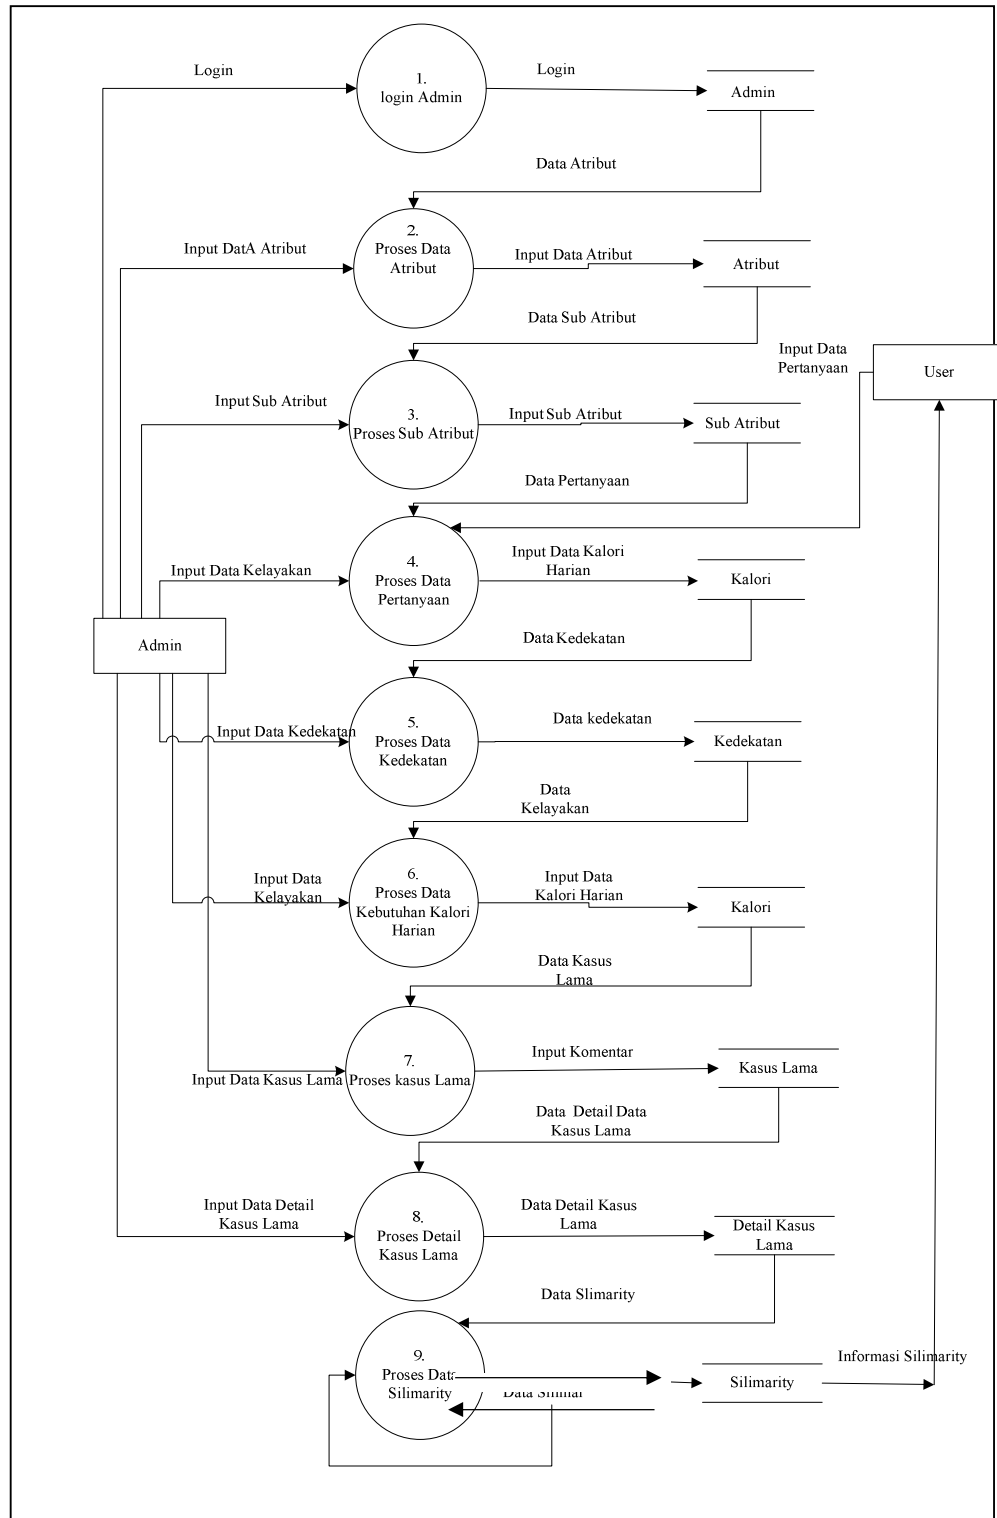 Login
1.
login Admin
Login
Admin
Data Atribut
Input DatA Atribut
2.
Proses Data
Atribut
Input Data Atribut
Atribut
Data Sub Atribut
Input Data
Pertanyaan
User
Input Sub Atribut
3.
Proses Sub Atribut
Input Sub Atribut
Sub Atribut
Data Pertanyaan
Input Data Kelayakan
4.
Proses Data
Pertanyaan
Input Data Kalori
Harian
Kalori
Admin
Data Kedekatan
Input Data Kedekatan
5.
Proses Data
Kedekatan
Data kedekatan
Kedekatan
Data
Kelayakan
Input Data
Kelayakan
6.
Proses Data
Kebutuhan Kalori
Harian
Input Data
Kalori Harian
Kalori
Data Kasus
Lama
Input Data Kasus Lama
7.
Proses kasus Lama
Input Komentar
Kasus Lama
Data Detail Data
Kasus Lama
Input Data Detail
Kasus Lama
8.
Proses Detail
Kasus Lama
Data Detail Kasus
Lama
Detail Kasus
Lama
Data Slimarity
9.
Proses Data
Silimarity
Data
Silimarity
Informasi Silimarity